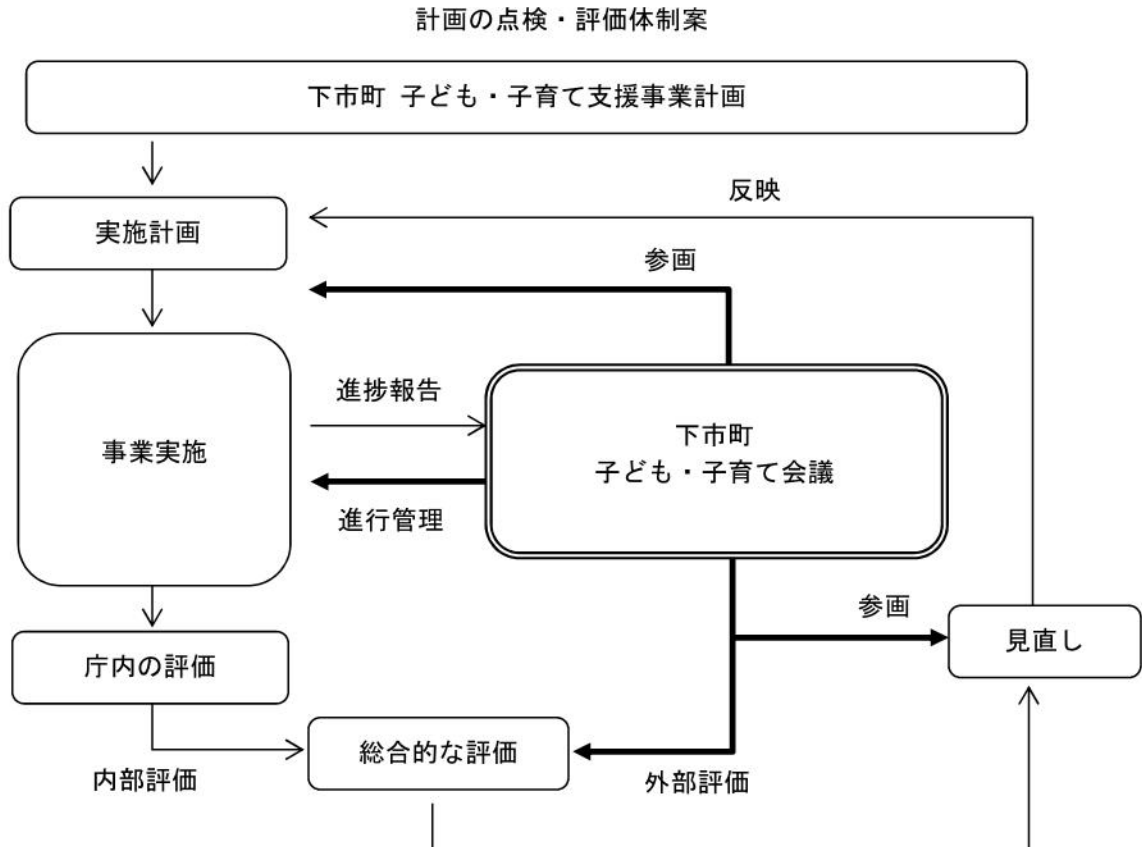 計画の点検・評価体制案
下市町 子ども・子育て支援事業計画
反映
実施計画
参画
進捗報告
下市町
子ども・子育て会議
事業実施
進行管理
参画
見直し
庁内の評価
総合的な評価
内部評価
外部評価